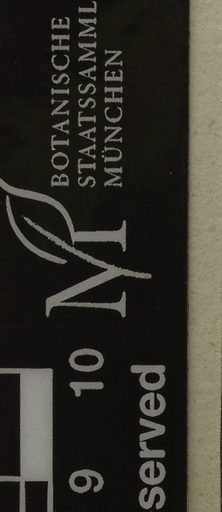 BOTANISCHE
STAATSSAMML
MÜNCHEN
M
9 10
served